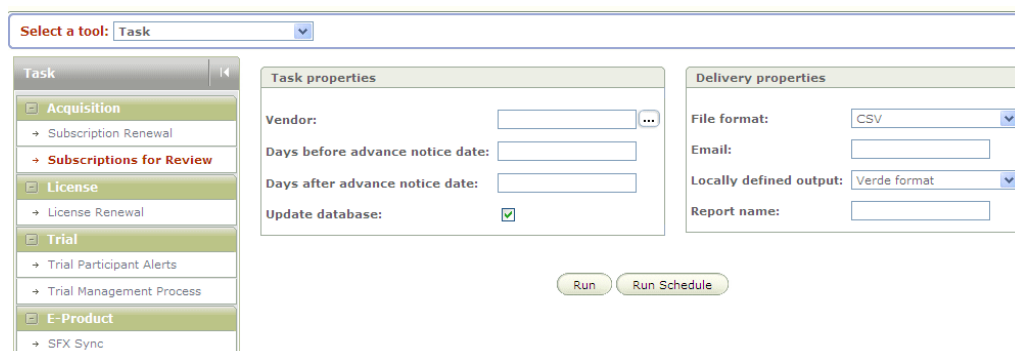 Select a tool: Task
Task
Acquisition
Subscription Renewal
Subscriptions for Review
License
License Renewal
Trial
Trial Participant Alerts
Trial Management Process
E-Product
SFX Sync
Task properties
Vendor: ...
Days before advance notice date:
Days after advance notice date:
Update database:
Delivery properties
File format: CSV
Email:
Locally defined output: Verde format
Report name:
Run Run Schedule